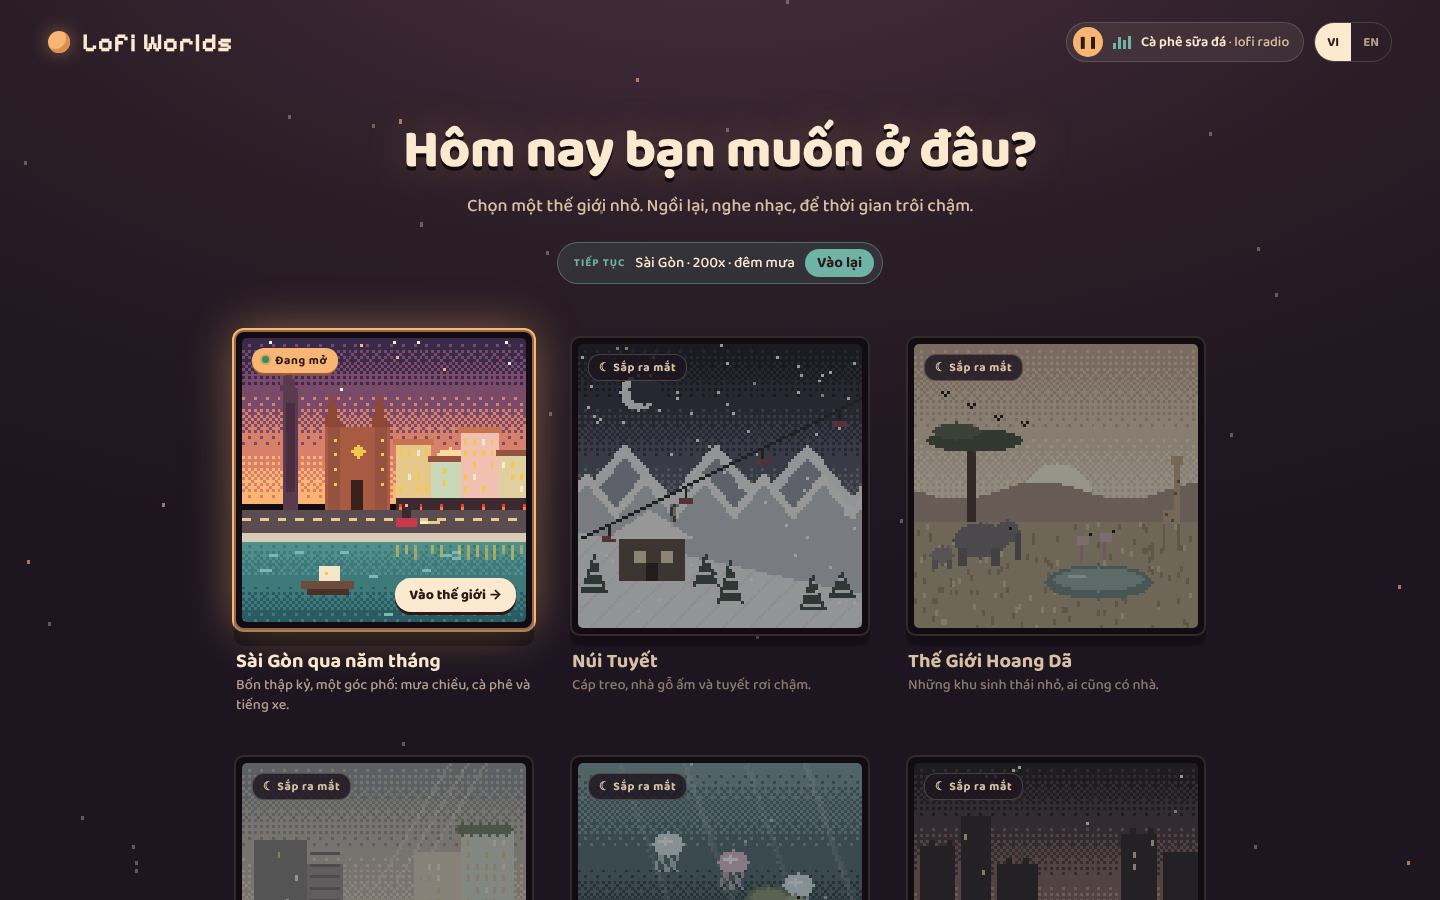 Lofi Worlds
Cà phê sữa đá · lofi radio
VI
EN
Hôm nay bạn muốn ở đâu?
Chọn một thế giới nhỏ. Ngồi lại, nghe nhạc, để thời gian trôi chậm.
TIẾP TỤC Sài Gòn · 200x · đêm mưa Vào lại
Đang mở
Vào thế giới →
Sài Gòn qua năm tháng
Bốn thập kỷ, một góc phố: mưa chiều, cà phê và
tiếng xe.
Sắp ra mắt
Núi Tuyết
Cáp treo, nhà gỗ ấm và tuyết rơi chậm.
Sắp ra mắt
Thế Giới Hoang Dã
Những khu sinh thái nhỏ, ai cũng có nhà.
Sắp ra mắt
Sắp ra mắt
Sắp ra mắt